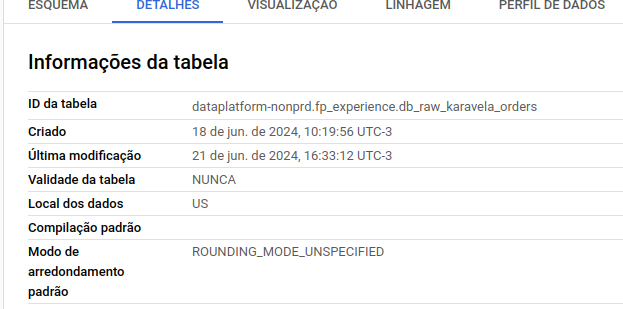 ESQUEMA DETALHES VISUALIZAÇÃO LINHAGEM PERFIL DE DADOS
Informações da tabela
ID da tabela dataplatform-nonprd.fp_experience.db_raw_karavela_orders
Criado 18 de jun. de 2024, 10:19:56 UTC-3
Última modificação 21 de jun. de 2024, 16:33:12 UTC-3
Validade da tabela NUNCA
Local dos dados US
Compilação padrão
Modo de ROUNDING_MODE_UNSPECIFIED
arredondamento
padrão